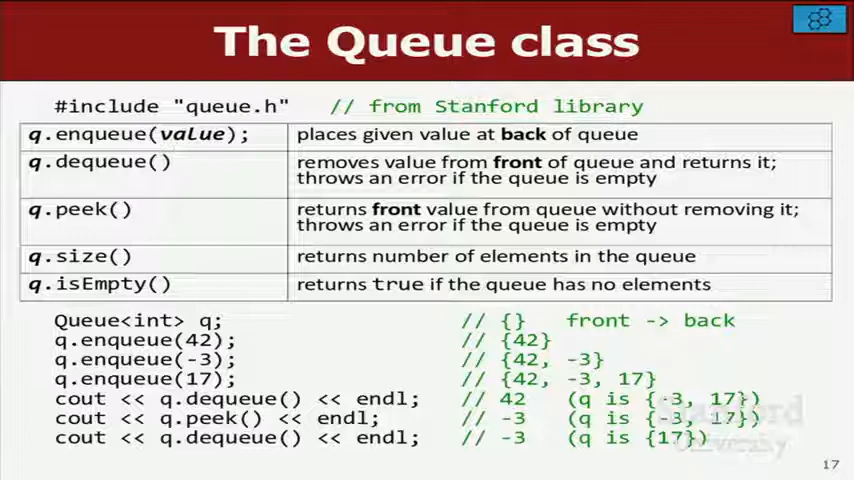 The Queue class
#include "queue.h" // from Stanford library
q.enqueue(value); places given value at back of queue
q.dequeue() removes value from front of queue and returns it;
throws an error if the queue is empty
q.peek() returns front value from queue without removing it;
throws an error if the queue is empty
q.size() returns number of elements in the queue
q.isEmpty() returns true if the queue has no elements
Queue<int> q; // {} front -> back
q.enqueue(42); // {42}
q.enqueue(-3); // {42, -3}
q.enqueue(17); // {42, -3, 17}
cout << q.dequeue() << endl; // 42 (q is {-3, 17})
cout << q.peek() << endl; // -3 (q is {-3, 17})
cout << q.dequeue() << endl; // -3 (q is {17})
Stanford
University
17